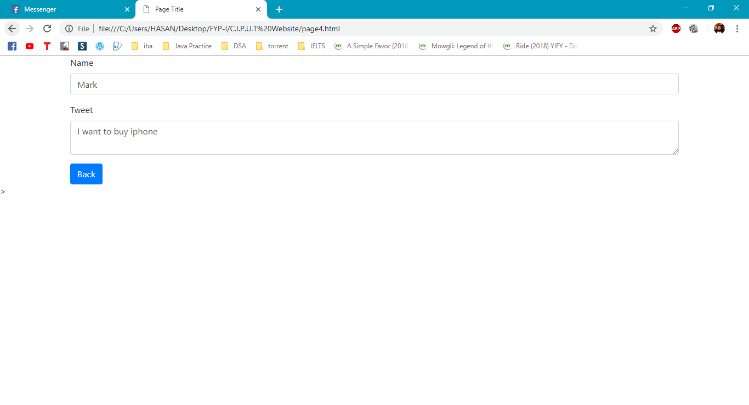 Messenger
Page Title
File file:///C:/Users/HASAN/Desktop/FYP-I/C.I.P.U.T%20Website/page4.html
iba Java Practice DSA torrent IELTS A Simple Favor (2018 Mowgli: Legend of th Ride (2018) YIFY - Do
Name
Mark
Tweet
I want to buy iphone
Back
>